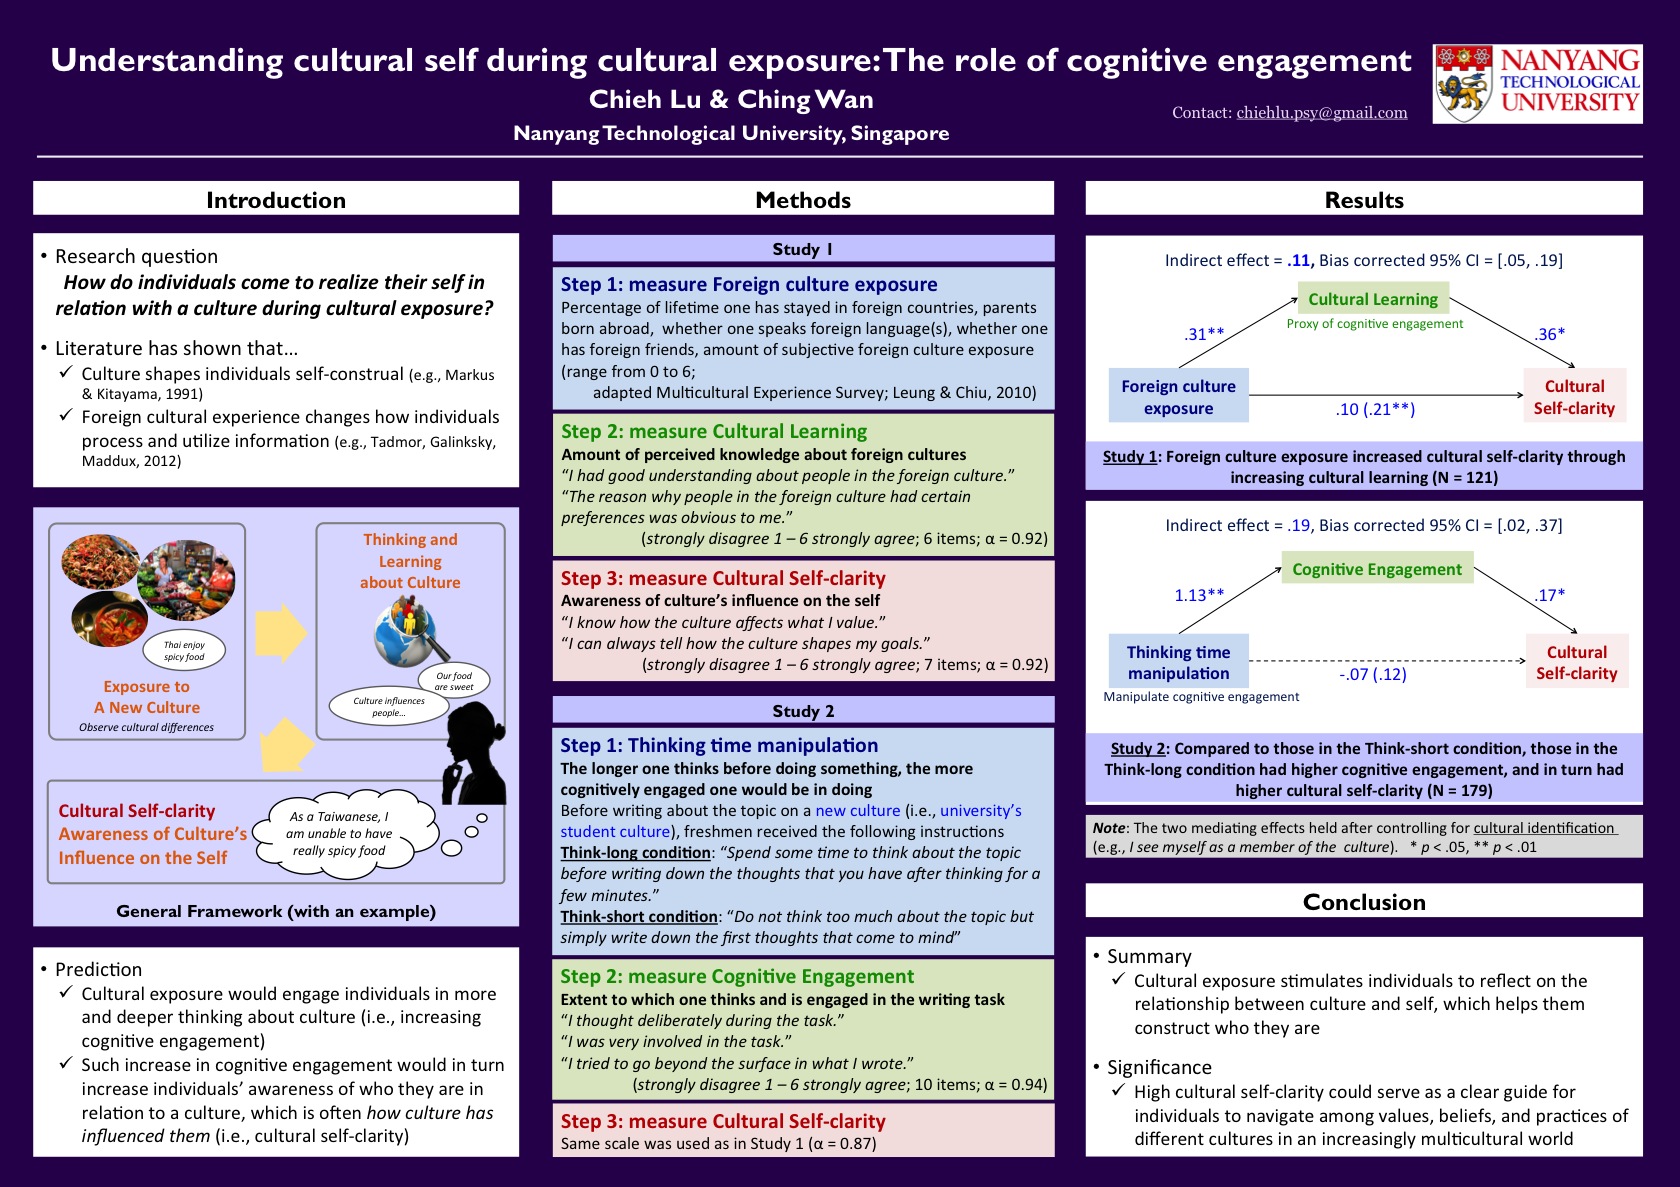 Understanding cultural self during cultural exposure: The role of cognitive engagement
Chieh Lu & Ching Wan
Nanyang Technological University, Singapore
Contact: chiehlu.psy@gmail.com
NANYANG
TECHNOLOGICAL
UNIVERSITY
Introduction
• Research question
How do individuals come to realize their self in
relation with a culture during cultural exposure?
• Literature has shown that…
✓ Culture shapes individuals self-construal (e.g., Markus
& Kitayama, 1991)
✓ Foreign cultural experience changes how individuals
process and utilize information (e.g., Tadmor, Galinksky,
Maddux, 2012)
Thai enjoy
spicy food
Exposure to
A New Culture
Observe cultural differences
Thinking and
Learning
about Culture
Our food
are sweet
Culture influences
people…
Cultural Self-clarity
Awareness of Culture's
Influence on the Self
As a Taiwanese, I
am unable to have
really spicy food
General Framework (with an example)
• Prediction
✓ Cultural exposure would engage individuals in more
and deeper thinking about culture (i.e., increasing
cognitive engagement)
✓ Such increase in cognitive engagement would in turn
increase individuals' awareness of who they are in
relation to a culture, which is often how culture has
influenced them (i.e., cultural self-clarity)
Methods
Study 1
Step 1: measure Foreign culture exposure
Percentage of lifetime one has stayed in foreign countries, parents
born abroad, whether one speaks foreign language(s), whether one
has foreign friends, amount of subjective foreign culture exposure
(range from 0 to 6;
adapted Multicultural Experience Survey; Leung & Chiu, 2010)
Step 2: measure Cultural Learning
Amount of perceived knowledge about foreign cultures
“I had good understanding about people in the foreign culture.”
“The reason why people in the foreign culture had certain
preferences was obvious to me.”
(strongly disagree 1 – 6 strongly agree; 6 items; α = 0.92)
Step 3: measure Cultural Self-clarity
Awareness of culture’s influence on the self
“I know how the culture affects what I value.”
“I can always tell how the culture shapes my goals.”
(strongly disagree 1 – 6 strongly agree; 7 items; α = 0.92)
Study 2
Step 1: Thinking time manipulation
The longer one thinks before doing something, the more
cognitively engaged one would be in doing
Before writing about the topic on a new culture (i.e., university’s
student culture), freshmen received the following instructions
Think-long condition: “Spend some time to think about the topic
before writing down the thoughts that you have after thinking for a
few minutes.”
Think-short condition: “Do not think too much about the topic but
simply write down the first thoughts that come to mind”
Step 2: measure Cognitive Engagement
Extent to which one thinks and is engaged in the writing task
“I thought deliberately during the task.”
“I was very involved in the task.”
“I tried to go beyond the surface in what I wrote.”
(strongly disagree 1 – 6 strongly agree; 10 items; α = 0.94)
Step 3: measure Cultural Self-clarity
Same scale was used as in Study 1 (α = 0.87)
Results
Indirect effect = .11, Bias corrected 95% CI = [.05, .19]
Cultural Learning
Proxy of cognitive engagement
.31** .36*
Foreign culture
exposure
Cultural
Self-clarity
.10 (.21**)
Study 1: Foreign culture exposure increased cultural self-clarity through
increasing cultural learning (N = 121)
Indirect effect = .19, Bias corrected 95% CI = [.02, .37]
Cognitive Engagement
1.13** .17*
Thinking time
manipulation
Cultural
Self-clarity
-.07 (.12)
Manipulate cognitive engagement
Study 2: Compared to those in the Think-short condition, those in the
Think-long condition had higher cognitive engagement, and in turn had
higher cultural self-clarity (N = 179)
Note: The two mediating effects held after controlling for cultural identification
(e.g., I see myself as a member of the culture). * p < .05, ** p < .01
Conclusion
• Summary
✓ Cultural exposure stimulates individuals to reflect on the
relationship between culture and self, which helps them
construct who they are
• Significance
✓ High cultural self-clarity could serve as a clear guide for
individuals to navigate among values, beliefs, and practices of
different cultures in an increasingly multicultural world